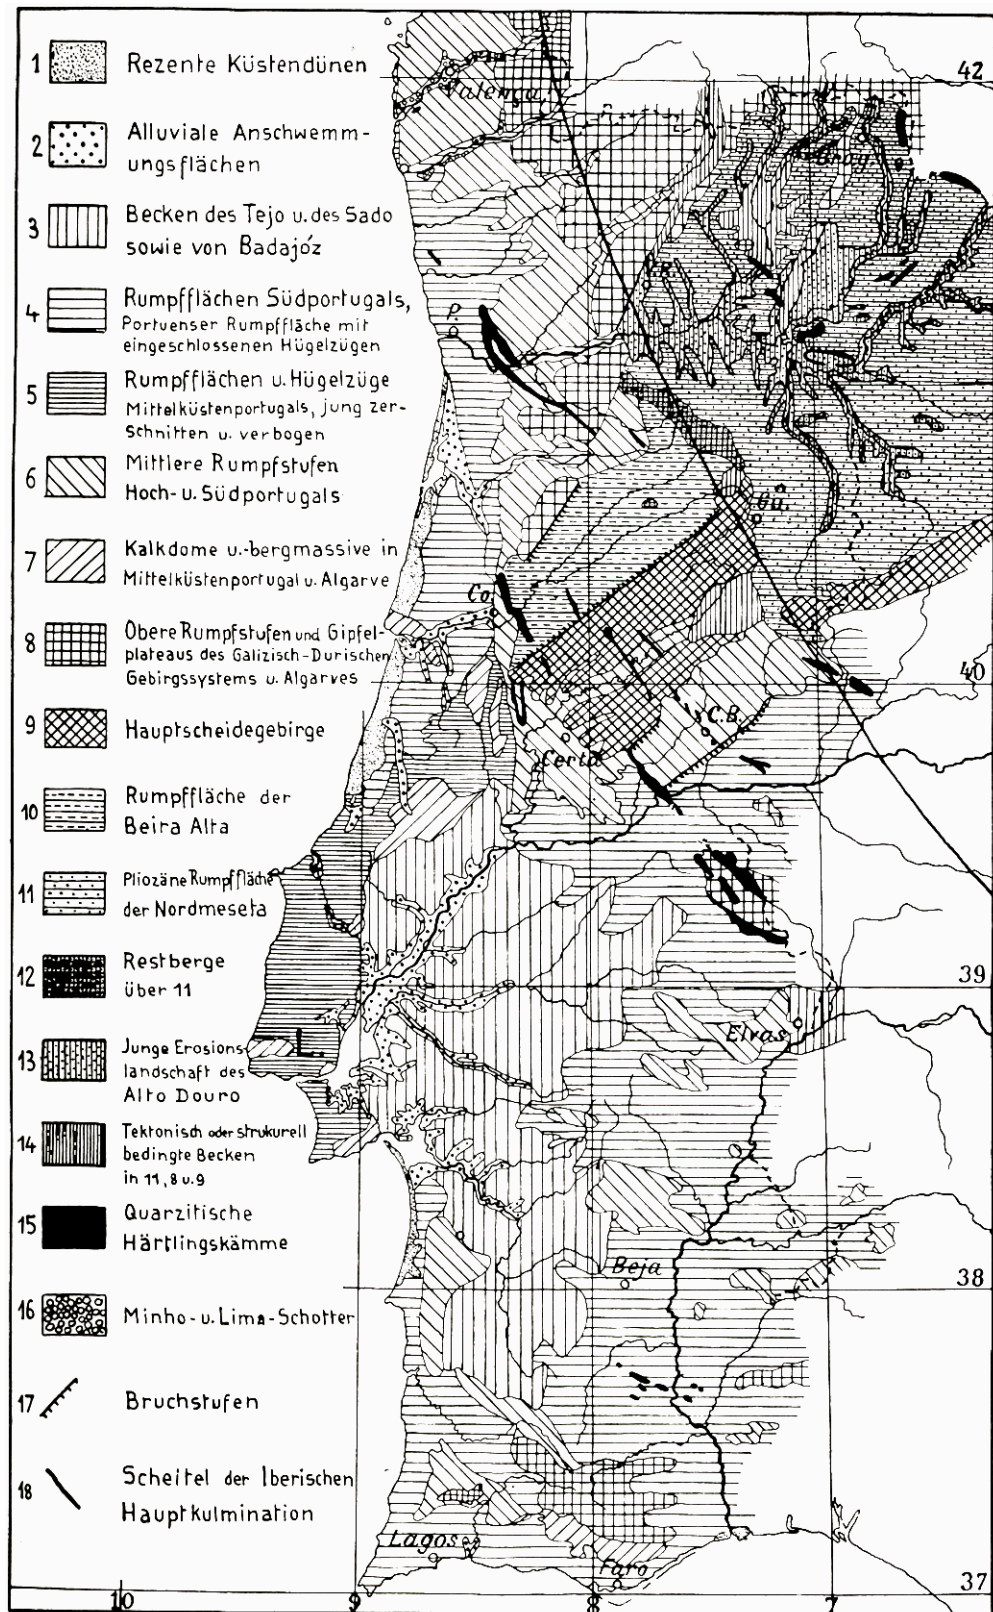 1 Rezente Küstendünen
2 Alluviale Anschwemm-
ungsflächen
3 Becken des Tejo u. des Sado
sowie von Badajóz
4 Rumpfflächen Südportugals,
Portuenser Rumpffläche mit
eingeschlossenen Hügelzügen
5 Rumpfflächen u. Hügelzüge
Mittelküstenportugals, jung zer-
schnitten u. verbogen
6 Mittlere Rumpfstufen
Hoch- u. Südportugals
7 Kalkdome u.-bergmassive in
Mittelküstenportugal u. Algarve
8 Obere Rumpfstufen und Gipfel-
plateaus des Galizisch-Durischen
Gebirgssystems u. Algarves
9 Hauptscheidegebirge
10 Rumpffläche der
Beira Alta
11 Pliozäne Rumpffläche
der Nordmeseta
12 Restberge
über 11
13 Junge Erosions-
landschaft des
Alto Douro
14 Tektonisch oder strukurell
bedingte Becken
in 11, 8 u. 9
15 Quarzitische
Härtlingskämme
16 Minho- u. Lima-Schotter
17 Bruchstufen
18 Scheitel der Iberischen
Hauptkulmination
42
Valença
Brag
V.R.
P.
Gu.
Co.
40
C.B.
Certã
39
Elvas
Beja
38
Lagos
Faro
37
10 9 8 7